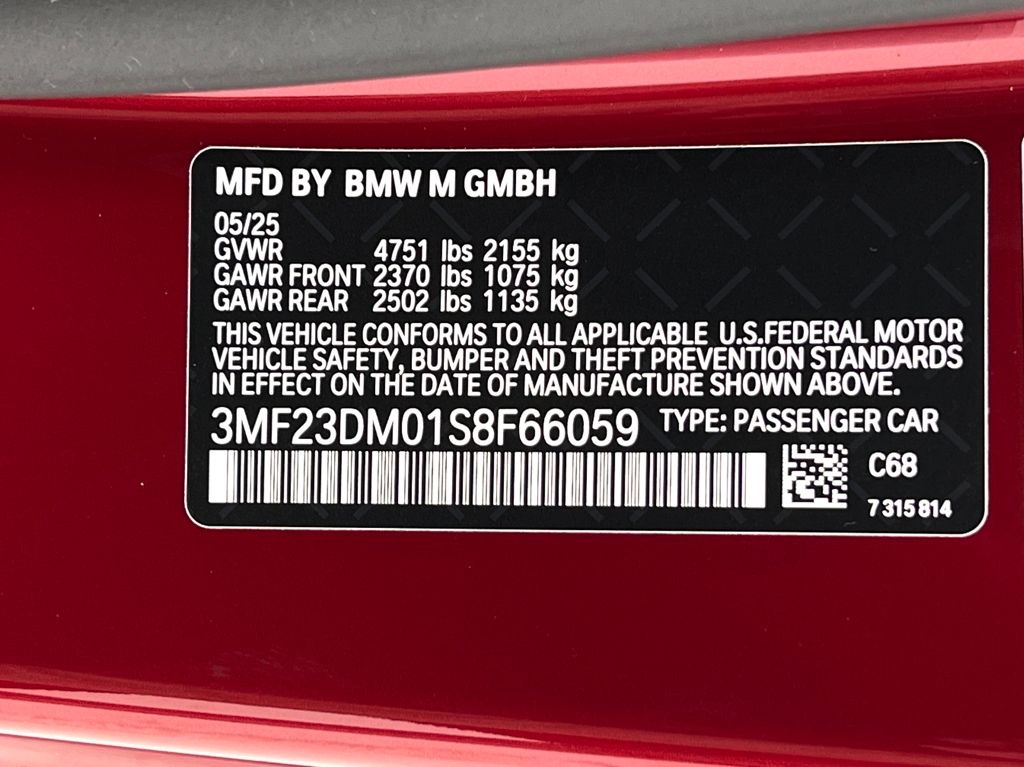 MFD BY BMW M GMBH
05/25
GVWR 4751 lbs 2155 kg
GAWR FRONT 2370 lbs 1075 kg
GAWR REAR 2502 lbs 1135 kg
THIS VEHICLE CONFORMS TO ALL APPLICABLE U.S.FEDERAL MOTOR
VEHICLE SAFETY, BUMPER AND THEFT PREVENTION STANDARDS
IN EFFECT ON THE DATE OF MANUFACTURE SHOWN ABOVE.
3MF23DM01S8F66059 TYPE: PASSENGER CAR
C68
7 315 814